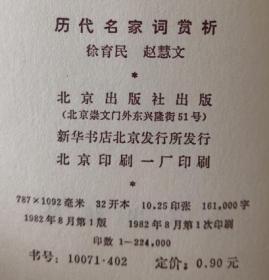 历代名家词赏析
徐育民 赵慧文
*
北京出版社出版
(北京崇文门外东兴隆街51号)
新华书店北京发行所发行
北京印刷一厂印刷
*
787×1092毫米 32开本 10.25印张 161,000字
1982年8月第1版 1982年8月第1次印刷
印数 1—224,000
书号：10071·402 定价：0.90元